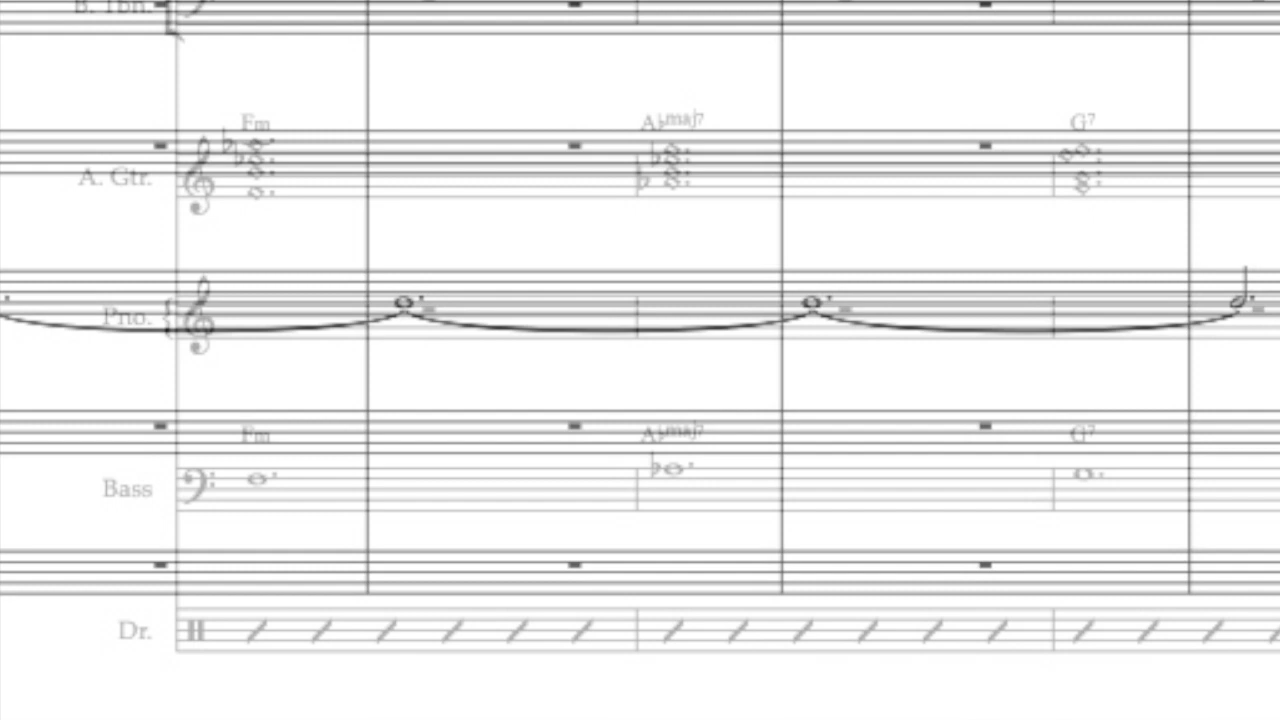 B. Tbn.
Fm A♭maj7 G7
A. Gtr.
Pno.
Fm A♭maj7 G7
Bass
Dr.